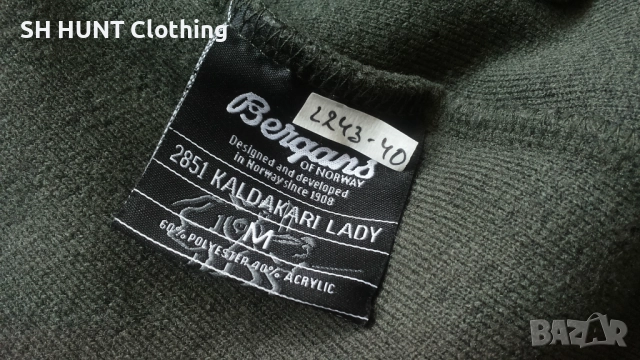 SH HUNT Clothing
2243-40
Bergans
OF NORWAY
Designed and developed
in Norway since 1908
2851 KALDAKARI LADY
M
60% POLYESTER 40% ACRYLIC
BAZAR